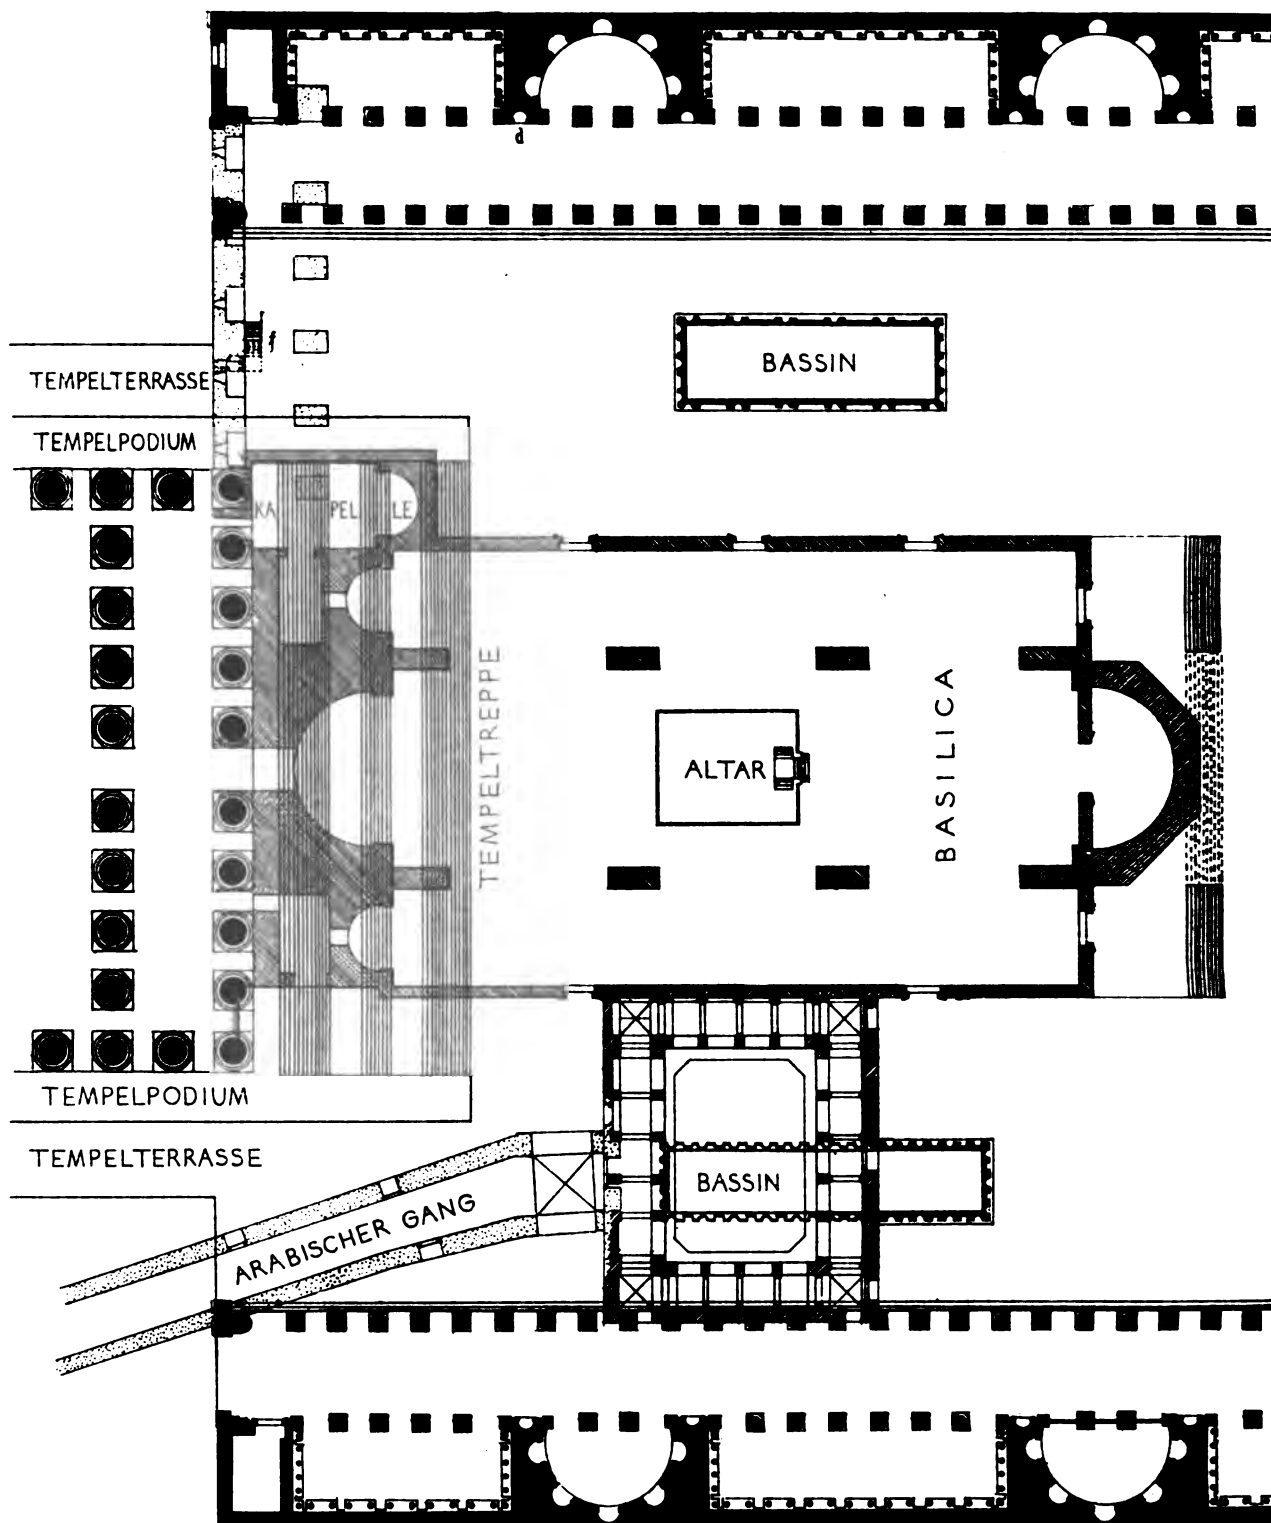 d
f
BASSIN
TEMPELTERRASSE
TEMPELPODIUM
KA PEL LE
TEMPELTREPPE
ALTAR
BASILICA
TEMPELPODIUM
TEMPELTERRASSE
BASSIN
ARABISCHER GANG